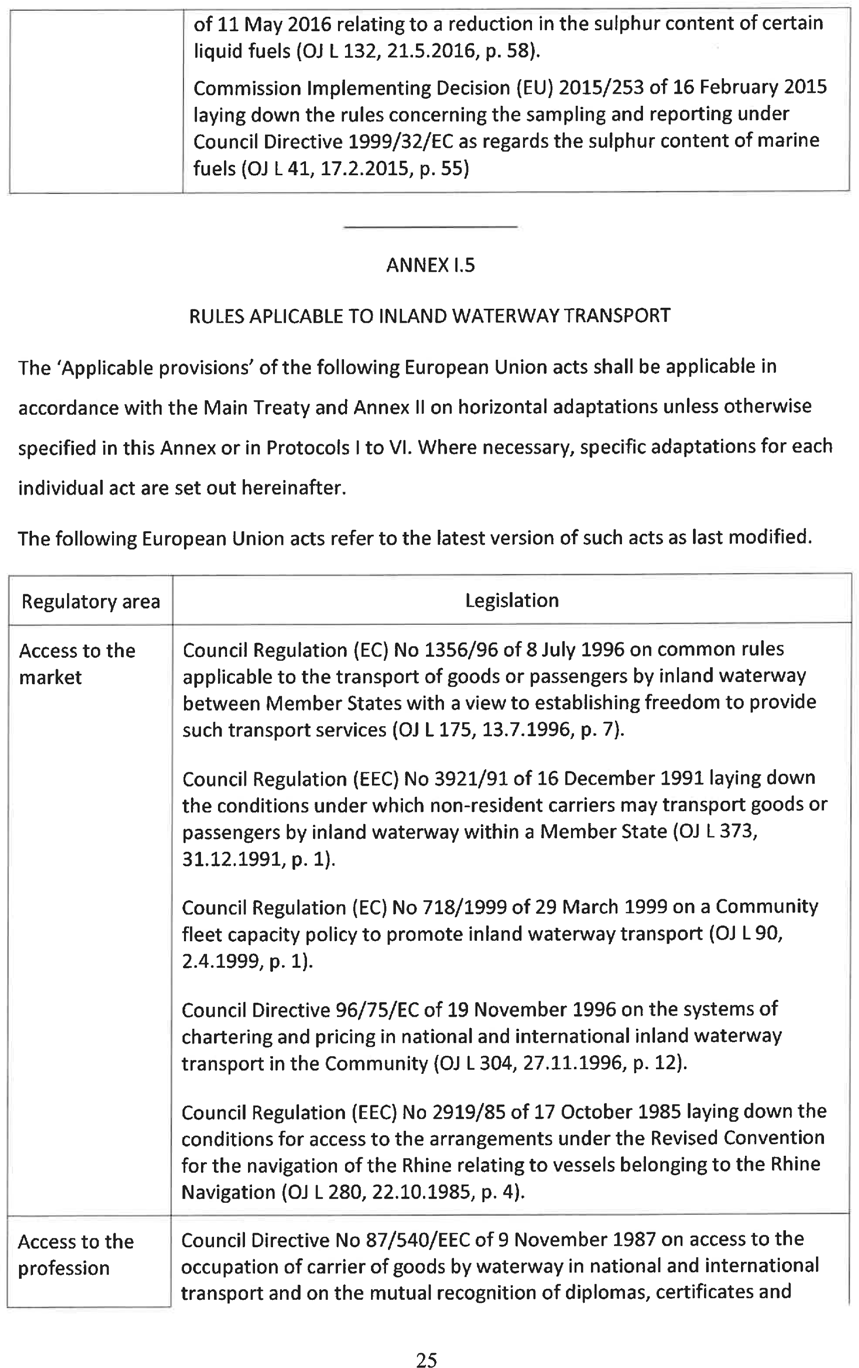 of 11 May 2016 relating to a reduction in the sulphur content of certain
liquid fuels (OJ L 132, 21.5.2016, p. 58).
Commission Implementing Decision (EU) 2015/253 of 16 February 2015
laying down the rules concerning the sampling and reporting under
Council Directive 1999/32/EC as regards the sulphur content of marine
fuels (OJ L 41, 17.2.2015, p. 55)
ANNEX I.5
RULES APLICABLE TO INLAND WATERWAY TRANSPORT
The ‘Applicable provisions’ of the following European Union acts shall be applicable in
accordance with the Main Treaty and Annex II on horizontal adaptations unless otherwise
specified in this Annex or in Protocols I to VI. Where necessary, specific adaptations for each
individual act are set out hereinafter.
The following European Union acts refer to the latest version of such acts as last modified.
Regulatory area
Legislation
Access to the
market
Council Regulation (EC) No 1356/96 of 8 July 1996 on common rules
applicable to the transport of goods or passengers by inland waterway
between Member States with a view to establishing freedom to provide
such transport services (OJ L 175, 13.7.1996, p. 7).
Council Regulation (EEC) No 3921/91 of 16 December 1991 laying down
the conditions under which non-resident carriers may transport goods or
passengers by inland waterway within a Member State (OJ L 373,
31.12.1991, p. 1).
Council Regulation (EC) No 718/1999 of 29 March 1999 on a Community
fleet capacity policy to promote inland waterway transport (OJ L 90,
2.4.1999, p. 1).
Council Directive 96/75/EC of 19 November 1996 on the systems of
chartering and pricing in national and international inland waterway
transport in the Community (OJ L 304, 27.11.1996, p. 12).
Council Regulation (EEC) No 2919/85 of 17 October 1985 laying down the
conditions for access to the arrangements under the Revised Convention
for the navigation of the Rhine relating to vessels belonging to the Rhine
Navigation (OJ L 280, 22.10.1985, p. 4).
Access to the
profession
Council Directive No 87/540/EEC of 9 November 1987 on access to the
occupation of carrier of goods by waterway in national and international
transport and on the mutual recognition of diplomas, certificates and
25